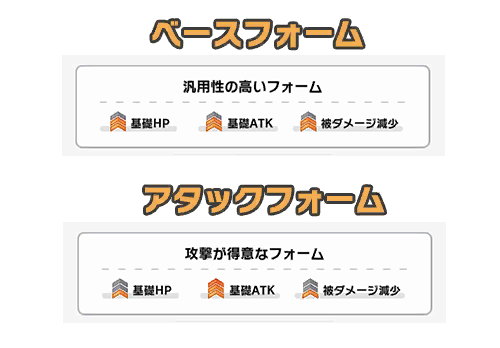 ベースフォーム
汎用性の高いフォーム
基礎HP 基礎ATK 被ダメージ減少
アタックフォーム
攻撃が得意なフォーム
基礎HP 基礎ATK 被ダメージ減少